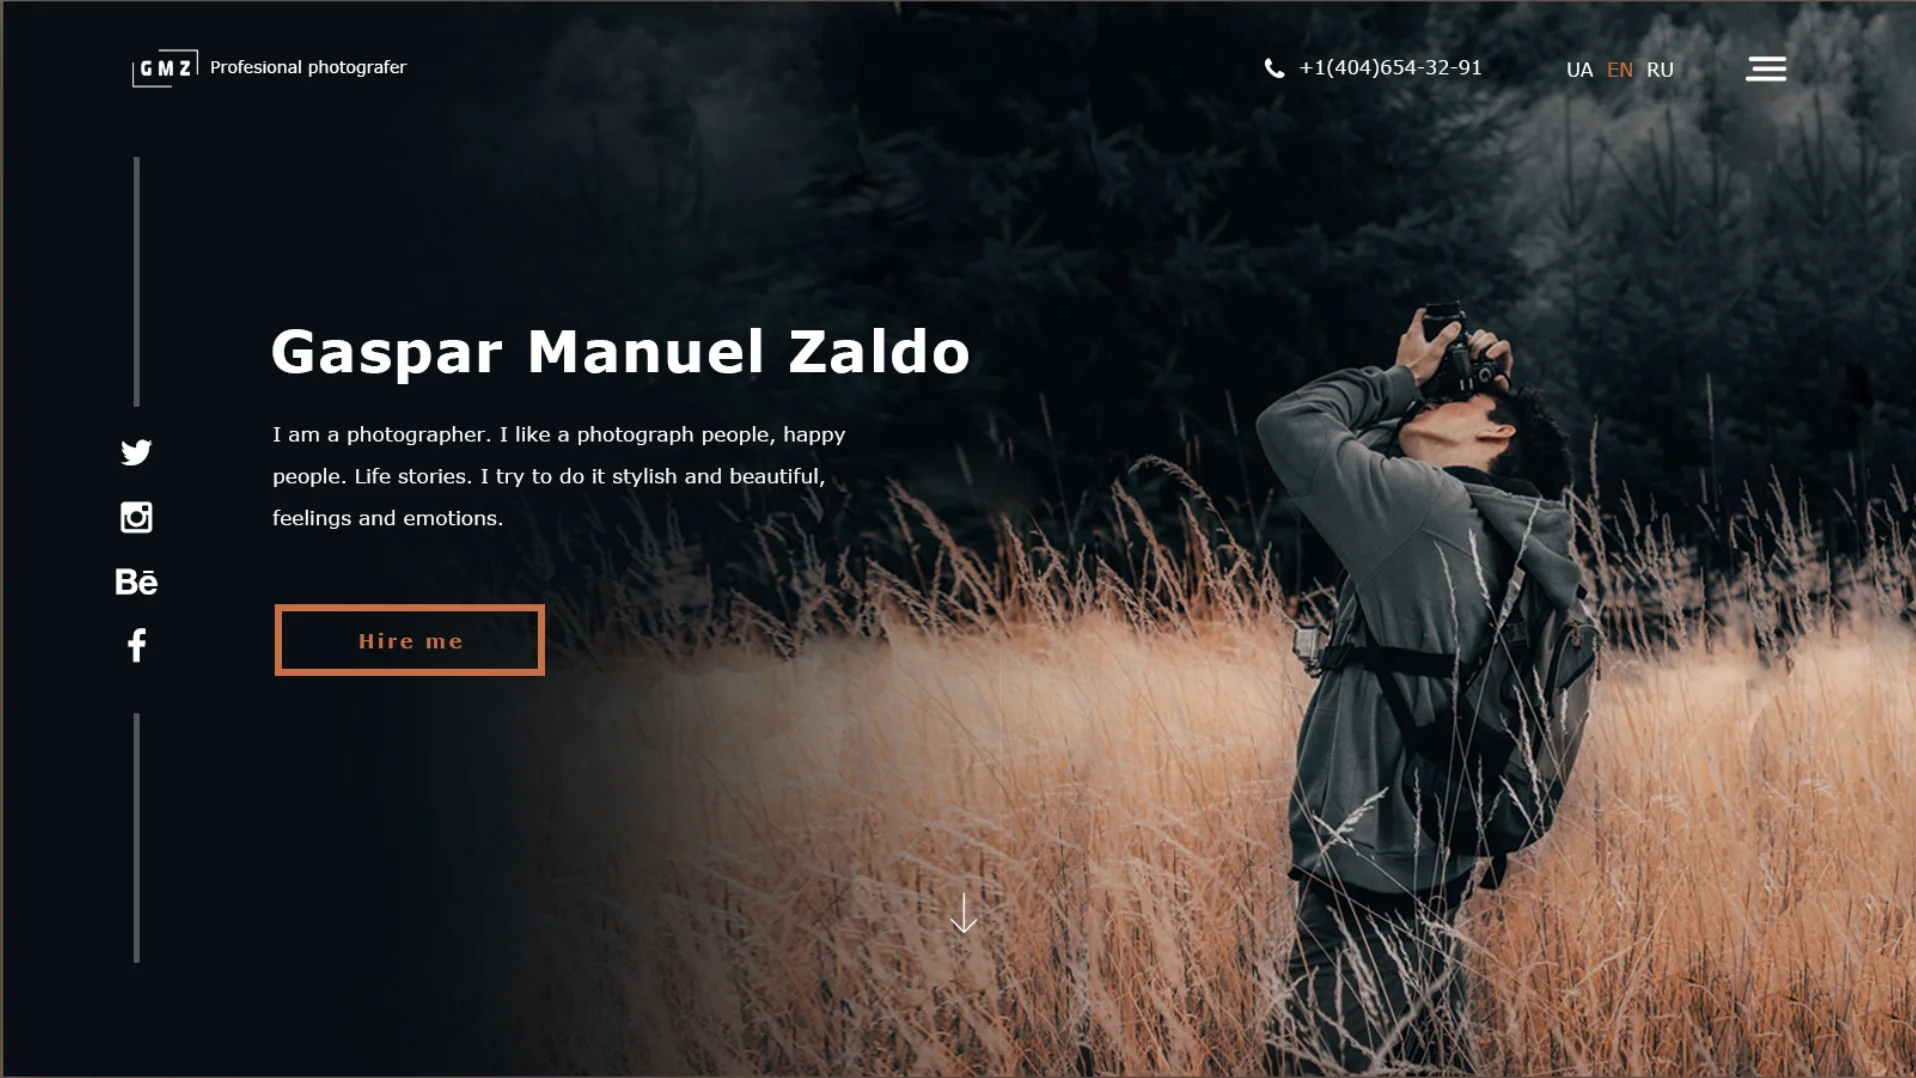 GMZ Profesional photografer
+1(404)654-32-91
UA EN RU
Gaspar Manuel Zaldo
I am a photographer. I like a photograph people, happy
people. Life stories. I try to do it stylish and beautiful,
feelings and emotions.
Bē
Hire me